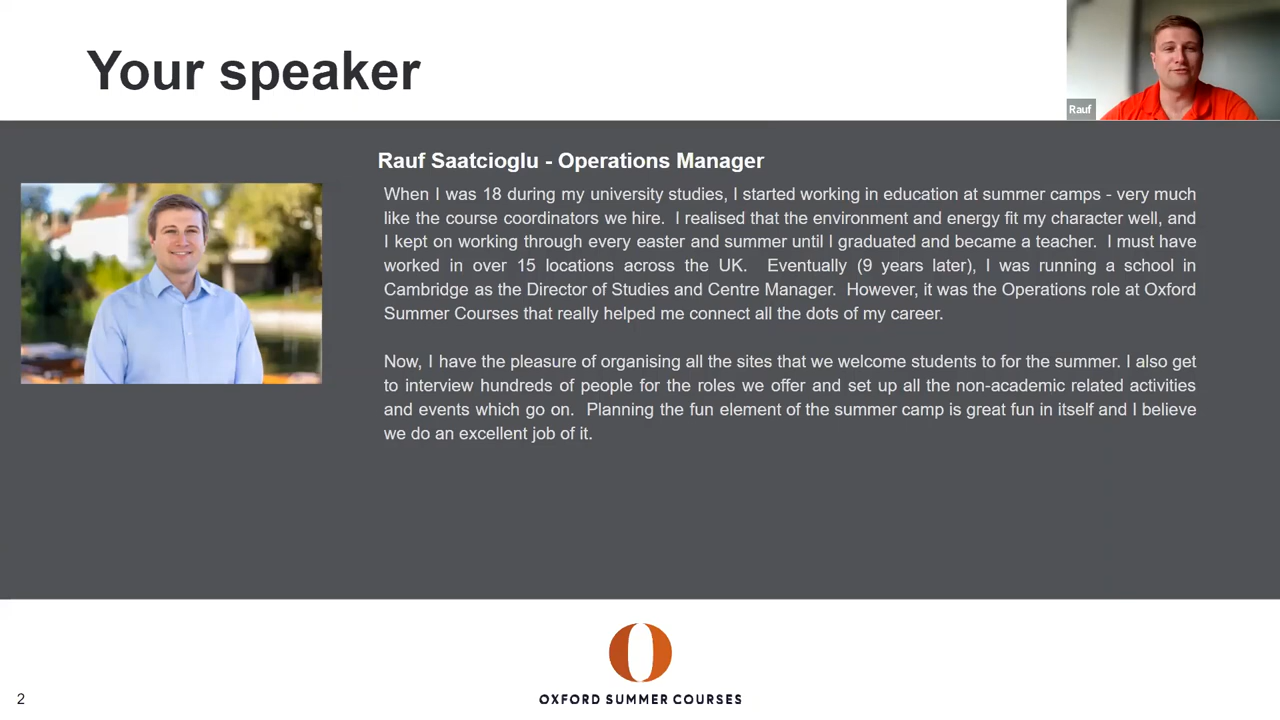 Your speaker
Rauf
Rauf Saatcioglu - Operations Manager
When I was 18 during my university studies, I started working in education at summer camps - very much
like the course coordinators we hire. I realised that the environment and energy fit my character well, and
I kept on working through every easter and summer until I graduated and became a teacher. I must have
worked in over 15 locations across the UK. Eventually (9 years later), I was running a school in
Cambridge as the Director of Studies and Centre Manager. However, it was the Operations role at Oxford
Summer Courses that really helped me connect all the dots of my career.
Now, I have the pleasure of organising all the sites that we welcome students to for the summer. I also get
to interview hundreds of people for the roles we offer and set up all the non-academic related activities
and events which go on. Planning the fun element of the summer camp is great fun in itself and I believe
we do an excellent job of it.
OXFORD SUMMER COURSES
2